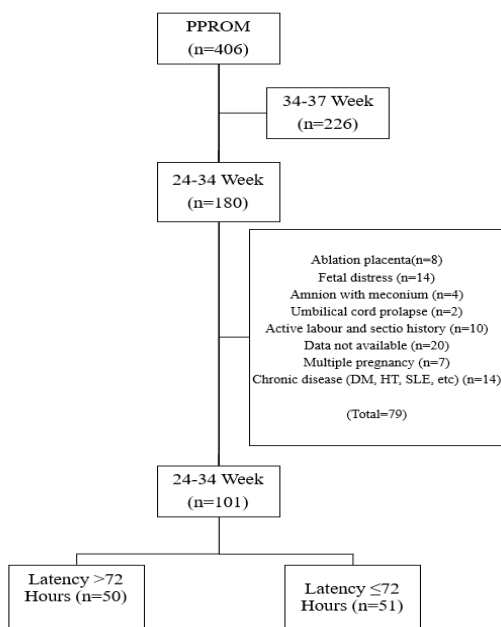 PPROM
(n=406)
34-37 Week
(n=226)
24-34 Week
(n=180)
Ablation placenta(n=8)
Fetal distress (n=14)
Amnion with meconium (n=4)
Umbilical cord prolapse (n=2)
Active labour and sectio history (n=10)
Data not available (n=20)
Multiple pregnancy (n=7)
Chronic disease (DM, HT, SLE, etc) (n=14)
(Total=79)
24-34 Week
(n=101)
Latency >72
Hours (n=50)
Latency ≤72
Hours (n=51)